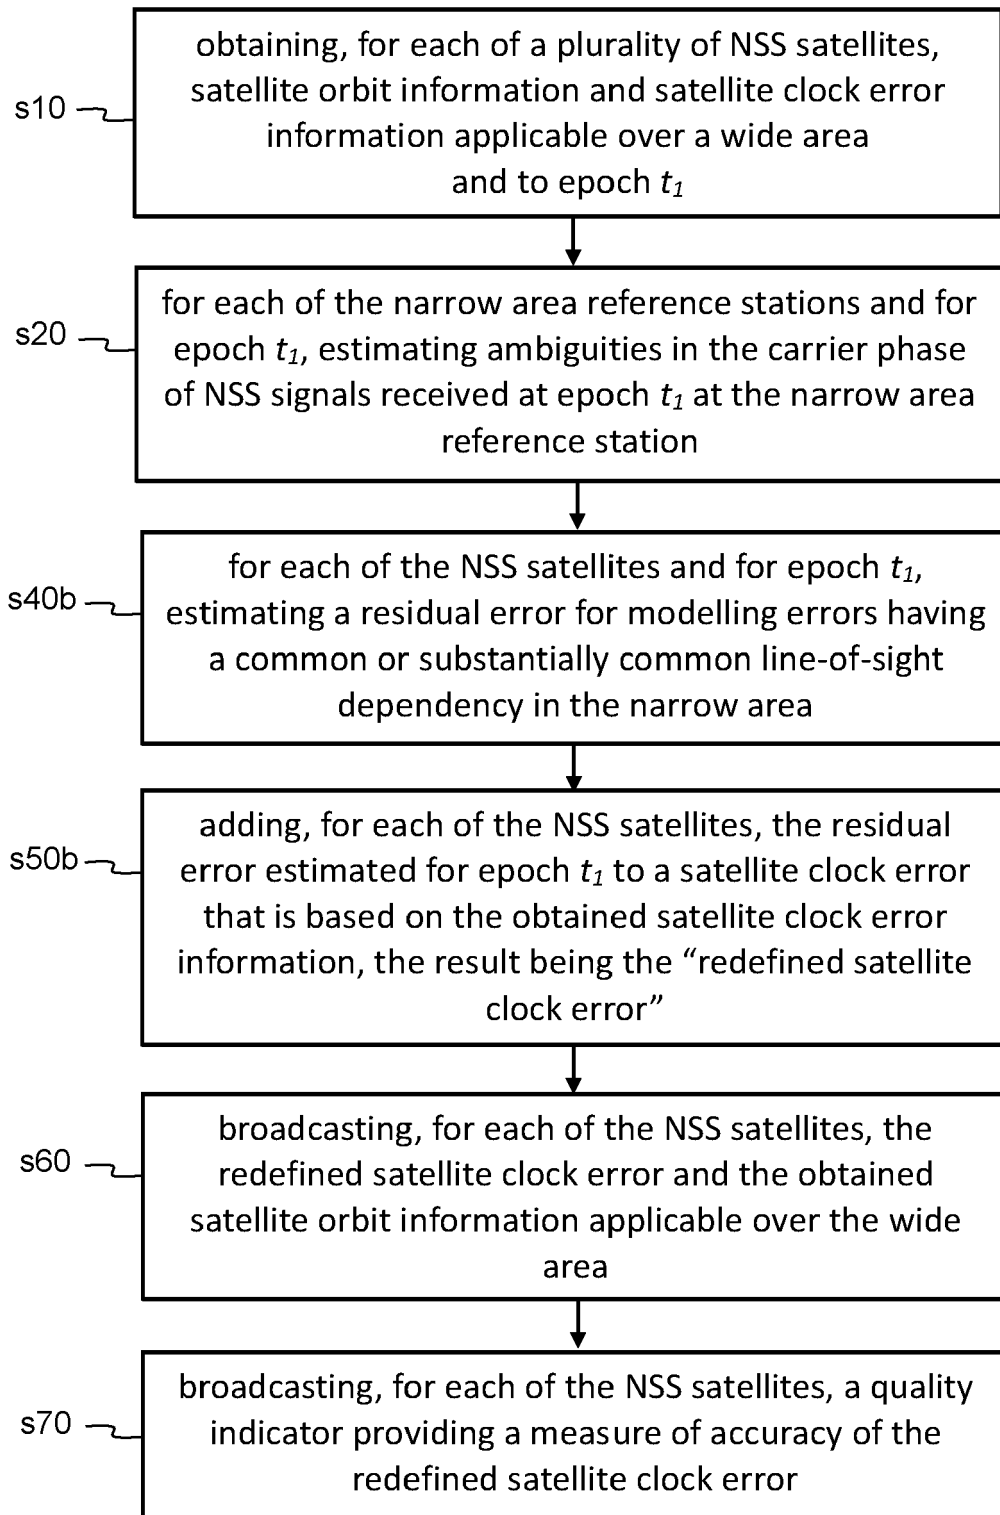 obtaining, for each of a plurality of NSS satellites,
satellite orbit information and satellite clock error
information applicable over a wide area
and to epoch t1
s10
for each of the narrow area reference stations and for
epoch t1, estimating ambiguities in the carrier phase
of NSS signals received at epoch t1 at the narrow area
reference station
s20
for each of the NSS satellites and for epoch t1,
estimating a residual error for modelling errors having
a common or substantially common line-of-sight
dependency in the narrow area
s40b
adding, for each of the NSS satellites, the residual
error estimated for epoch t1 to a satellite clock error
that is based on the obtained satellite clock error
information, the result being the “redefined satellite
clock error”
s50b
broadcasting, for each of the NSS satellites, the
redefined satellite clock error and the obtained
satellite orbit information applicable over the wide
area
s60
broadcasting, for each of the NSS satellites, a quality
indicator providing a measure of accuracy of the
redefined satellite clock error
s70